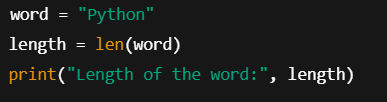 word = "Python"
length = len(word)
print("Length of the word:", length)